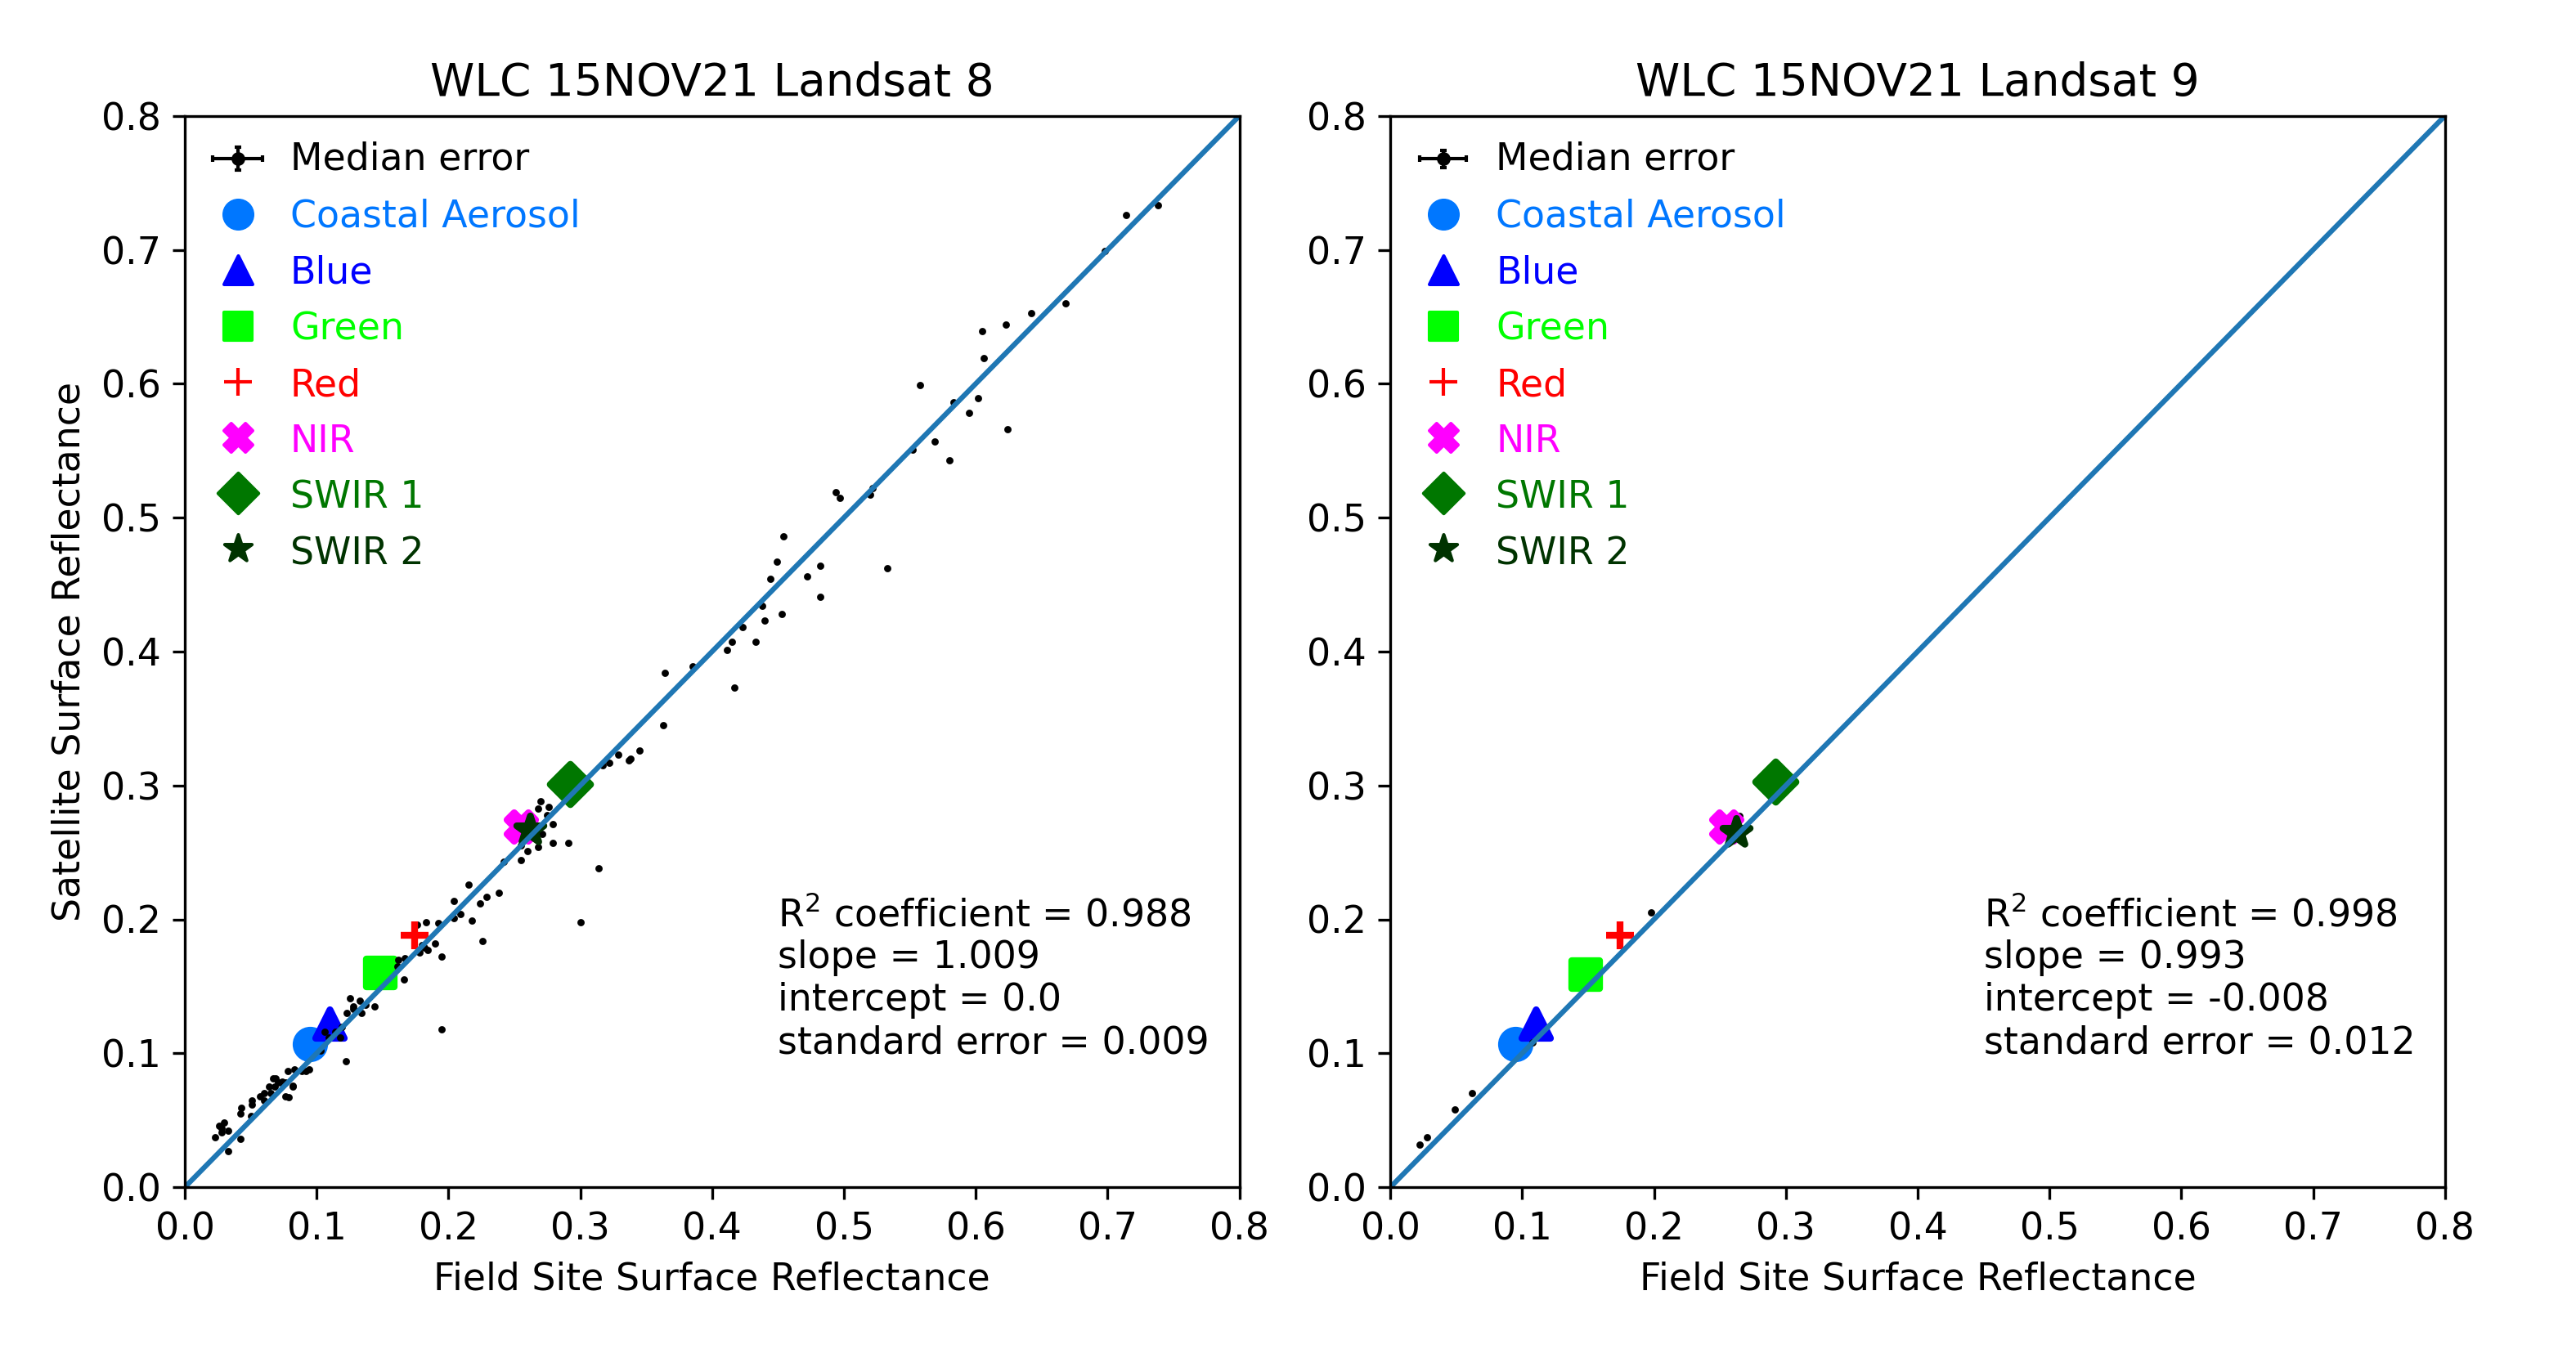 WLC 15NOV21 Landsat 8
0.8
0.7
0.6
0.5
0.4
0.3
0.2
0.1
0.0
Satellite Surface Reflectance
Median error
Coastal Aerosol
Blue
Green
Red
NIR
SWIR 1
SWIR 2
R² coefficient = 0.988
slope = 1.009
intercept = 0.0
standard error = 0.009
0.0 0.1 0.2 0.3 0.4 0.5 0.6 0.7 0.8
Field Site Surface Reflectance
WLC 15NOV21 Landsat 9
0.8
0.7
0.6
0.5
0.4
0.3
0.2
0.1
0.0
Median error
Coastal Aerosol
Blue
Green
Red
NIR
SWIR 1
SWIR 2
R² coefficient = 0.998
slope = 0.993
intercept = -0.008
standard error = 0.012
0.0 0.1 0.2 0.3 0.4 0.5 0.6 0.7 0.8
Field Site Surface Reflectance